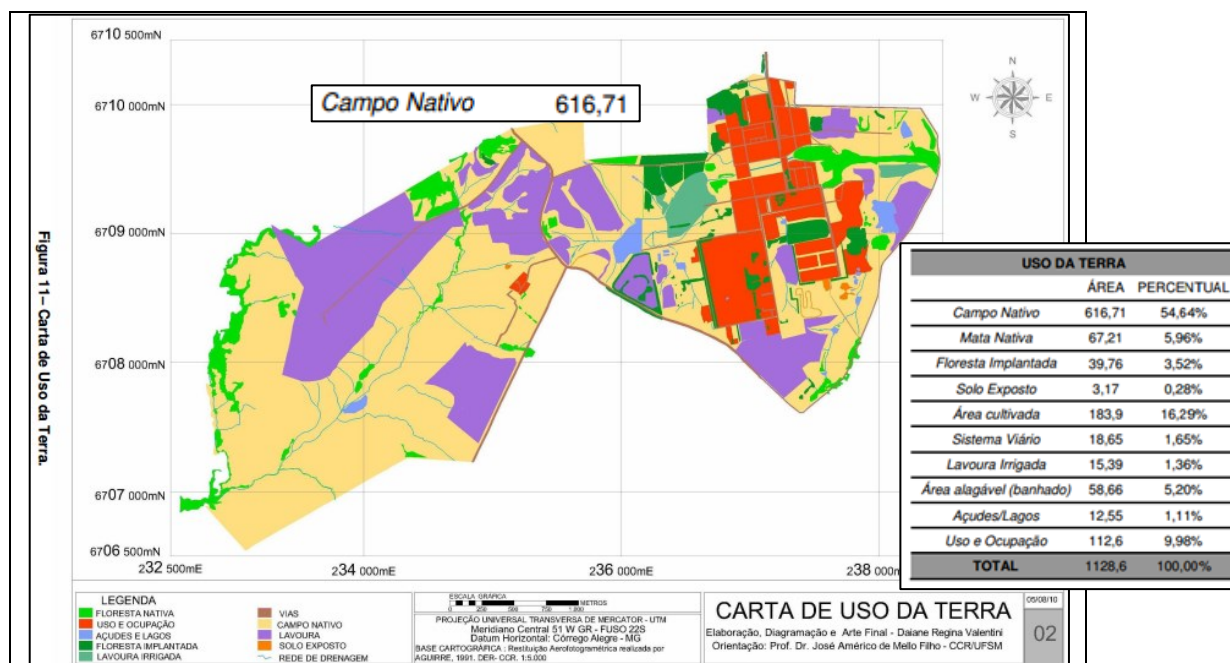 Figura 11– Carta de Uso da Terra.
6710 500mN
6710 000mN
6709 000mN
6708 000mN
6707 000mN
6706 500mN
232 500mE
234 000mE
236 000mE
238 000m
Campo Nativo 616,71
N
W E
S
USO DA TERRA
ÁREA PERCENTUAL
Campo Nativo 616,71 54,64%
Mata Nativa 67,21 5,96%
Floresta Implantada 39,76 3,52%
Solo Exposto 3,17 0,28%
Área cultivada 183,9 16,29%
Sistema Viário 18,65 1,65%
Lavoura Irrigada 15,39 1,36%
Área alagável (banhado) 58,66 5,20%
Açudes/Lagos 12,55 1,11%
Uso e Ocupação 112,6 9,98%
TOTAL 1128,6 100,00%
LEGENDA
FLORESTA NATIVA
USO E OCUPAÇÃO
AÇUDES E LAGOS
FLORESTA IMPLANTADA
LAVOURA IRRIGADA
VIAS
CAMPO NATIVO
LAVOURA
SOLO EXPOSTO
REDE DE DRENAGEM
ESCALA GRÁFICA
0 250 500 750 1.000 METROS
PROJEÇÃO UNIVERSAL TRANSVERSA DE MERCATOR - UTM
Meridiano Central 51 W GR - FUSO 22S
Datum Horizontal: Córrego Alegre - MG
BASE CARTOGRÁFICA : Restituição Aerofotogramétrica realizada por
AGUIRRE, 1991. DER- CCR. 1:5.000
CARTA DE USO DA TERRA
Elaboração, Diagramação e Arte Final - Daiane Regina Valentini
Orientação: Prof. Dr. José Américo de Mello Filho - CCR/UFSM
05/08/10
02